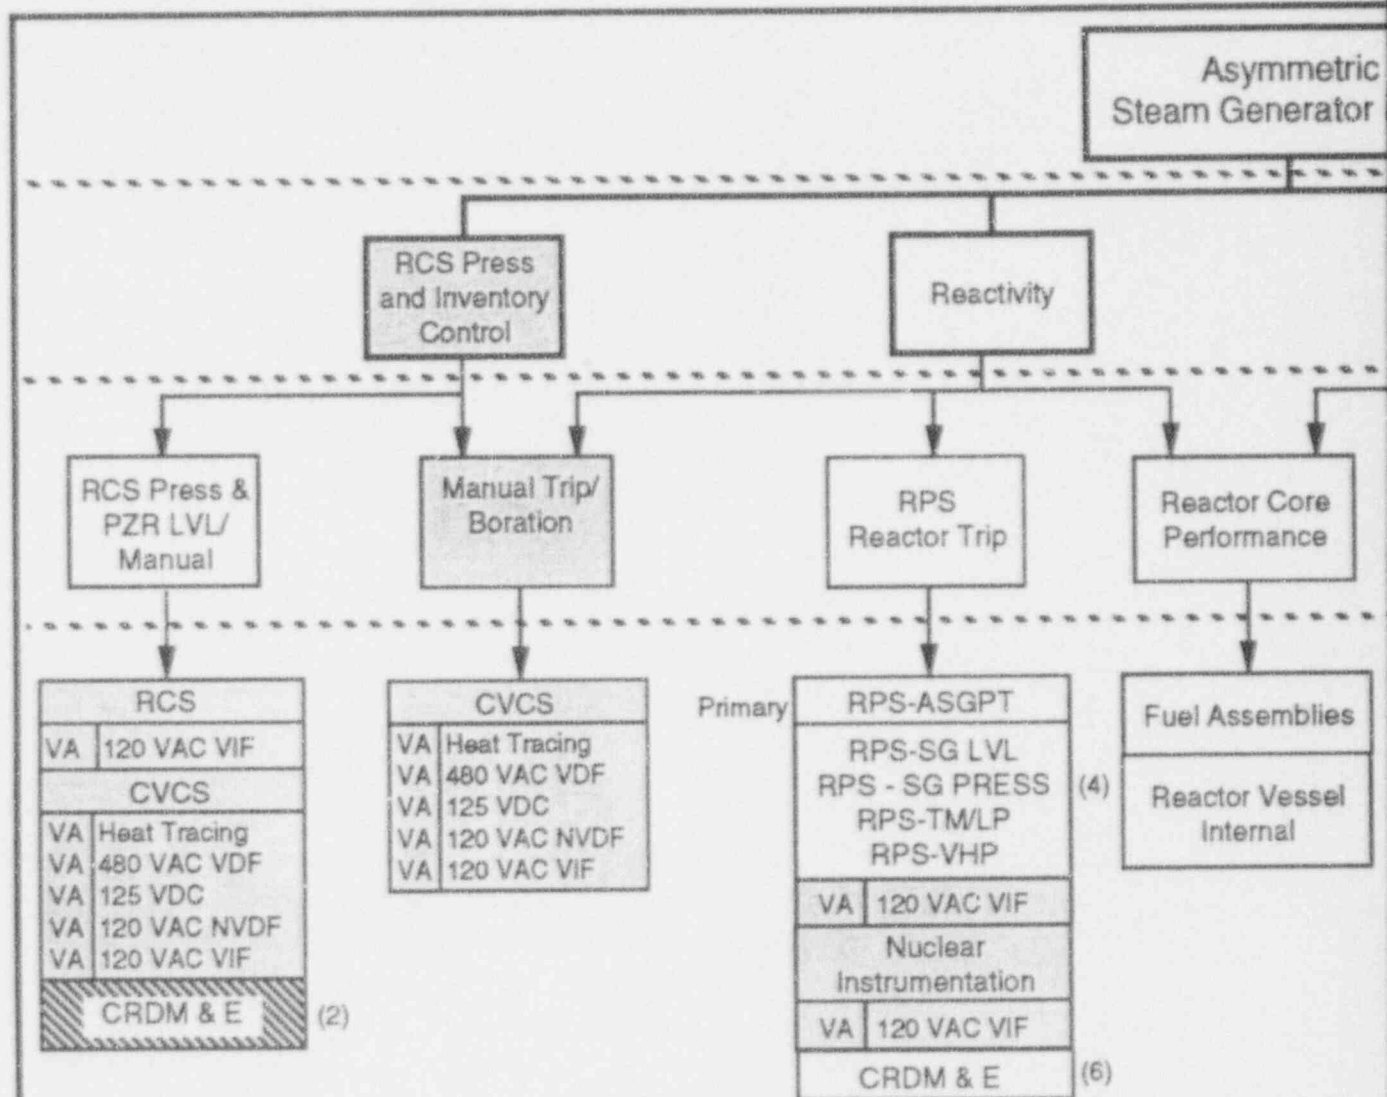 Asymmetric
Steam Generator
RCS Press
and Inventory
Control
Reactivity
RCS Press &
PZR LVL/
Manual
Manual Trip/
Boration
RPS
Reactor Trip
Reactor Core
Performance
RCS
VA 120 VAC VIF
CVCS
VA Heat Tracing
VA 480 VAC VDF
VA 125 VDC
VA 120 VAC NVDF
VA 120 VAC VIF
CRDM & E (2)
CVCS
VA Heat Tracing
VA 480 VAC VDF
VA 125 VDC
VA 120 VAC NVDF
VA 120 VAC VIF
Primary RPS-ASGPT
RPS-SG LVL
RPS - SG PRESS (4)
RPS-TM/LP
RPS-VHP
VA 120 VAC VIF
Nuclear
Instrumentation
VA 120 VAC VIF
CRDM & E (6)
Fuel Assemblies
Reactor Vessel
Internal